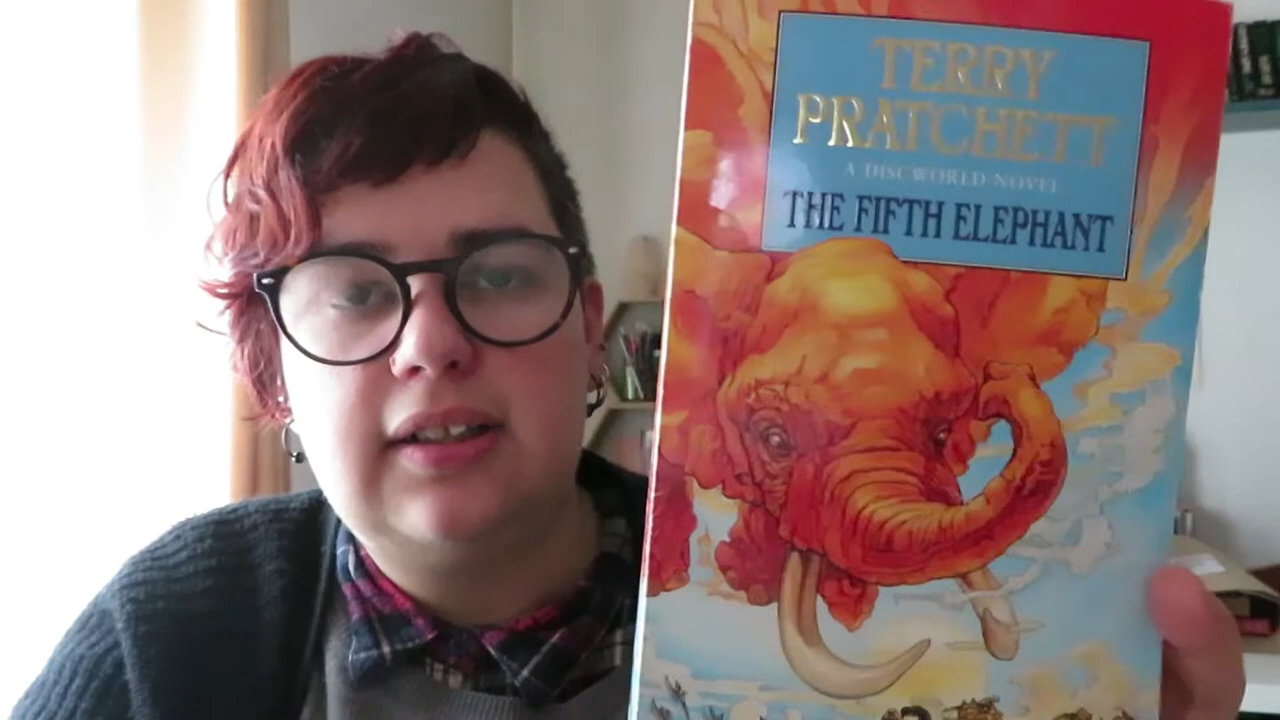 TERRY
PRATCHETT
A DISCWORLD NOVEL
THE FIFTH ELEPHANT